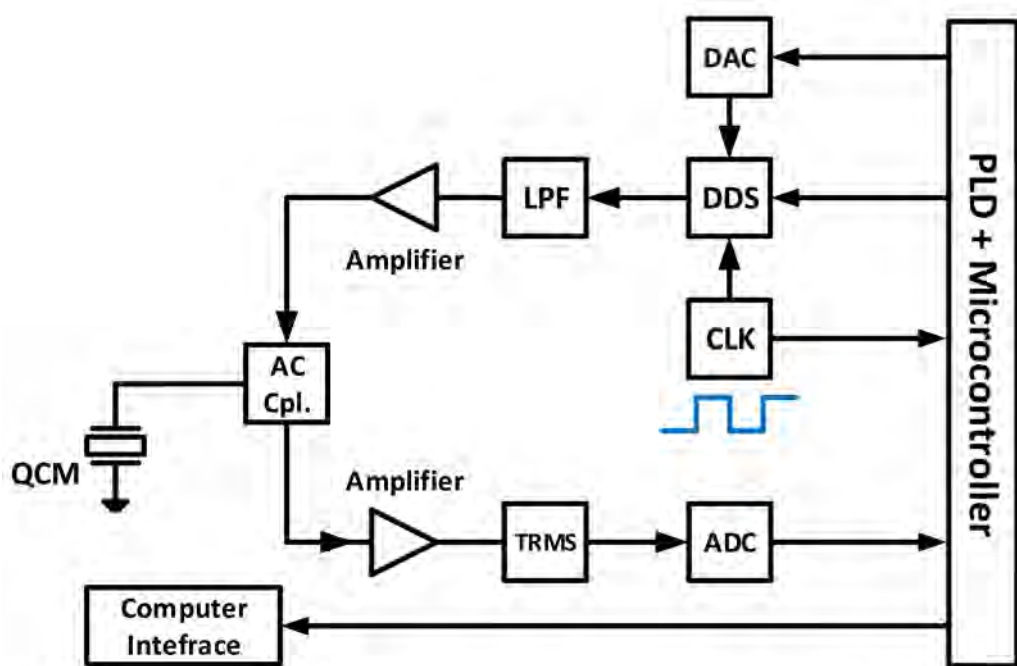 DAC
DDS
LPF
Amplifier
CLK
AC
Cpl.
QCM
Amplifier
TRMS
ADC
Computer
Intefrace
PLD + Microcontroller